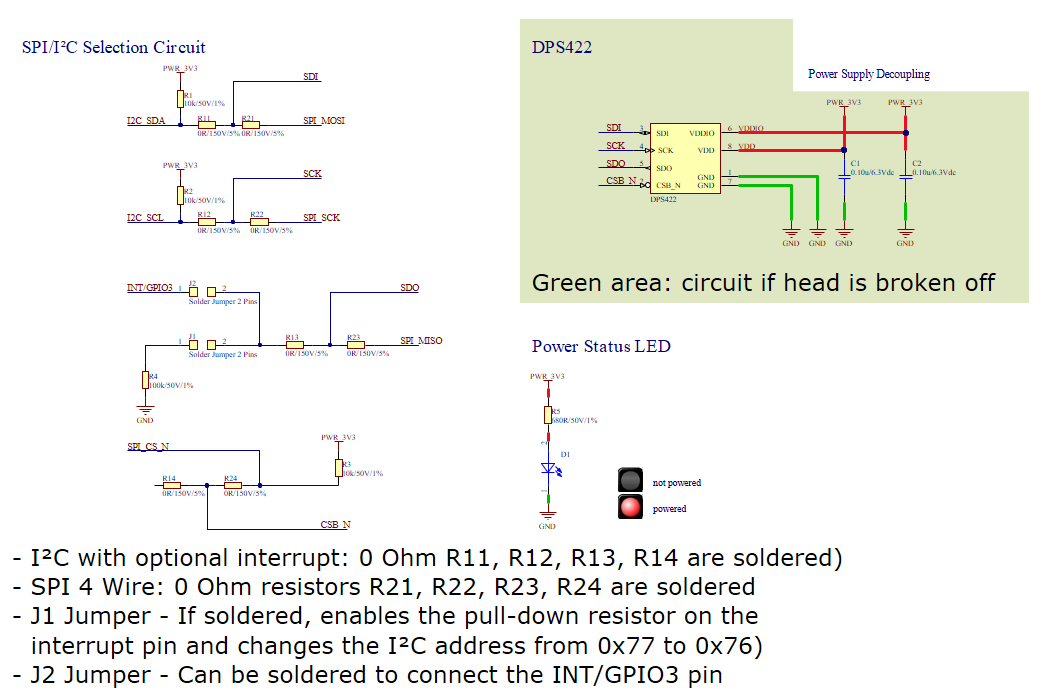 SPI/I²C Selection Circuit
PWR_3V3
SDI
R1
10k/50V/1%
I2C_SDA
R11
R21
SPI_MOSI
0R/150V/5%
0R/150V/5%
PWR_3V3
SCK
R2
10k/50V/1%
I2C_SCL
R12
R22
SPI_SCK
0R/150V/5%
0R/150V/5%
INT/GPIO3
1
J2
2
SDO
Solder Jumper 2 Pins
1
J1
2
R13
R23
SPI_MISO
Solder Jumper 2 Pins
0R/150V/5%
0R/150V/5%
R4
100k/50V/1%
GND
PWR_3V3
SPI_CS_N
R3
10k/50V/1%
R14
R24
0R/150V/5%
0R/150V/5%
CSB_N
DPS422
Power Supply Decoupling
PWR_3V3
PWR_3V3
SDI
3
SDI
VDDIO
6
VDDIO
SCK
4
SCK
VDD
8
VDD
SDO
5
SDO
C1
0.10u/6.3Vdc
C2
0.10u/6.3Vdc
CSB_N
2
CSB_N
GND
1
GND
7
DPS422
GND
GND
GND
GND
Green area: circuit if head is broken off
Power Status LED
PWR_3V3
R5
680R/50V/1%
2
D1
1
GND
not powered
powered
- I²C with optional interrupt: 0 Ohm R11, R12, R13, R14 are soldered)
- SPI 4 Wire: 0 Ohm resistors R21, R22, R23, R24 are soldered
- J1 Jumper - If soldered, enables the pull-down resistor on the
interrupt pin and changes the I²C address from 0x77 to 0x76)
- J2 Jumper - Can be soldered to connect the INT/GPIO3 pin